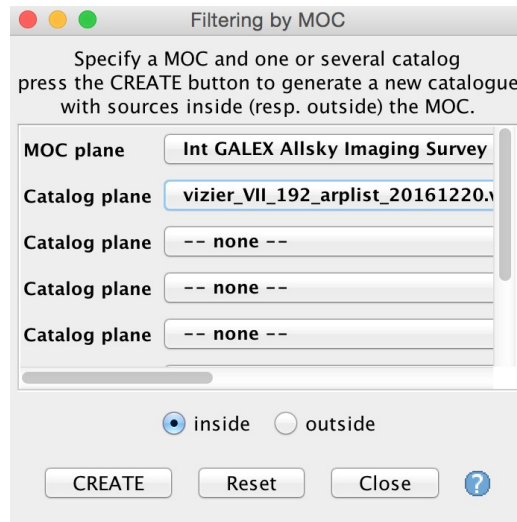 Filtering by MOC
Specify a MOC and one or several catalog
press the CREATE button to generate a new catalogue
with sources inside (resp. outside) the MOC.
MOC plane Int GALEX Allsky Imaging Survey
Catalog plane vizier_VII_192_arplist_20161220.v
Catalog plane -- none --
Catalog plane -- none --
Catalog plane -- none --
inside outside
CREATE Reset Close ?